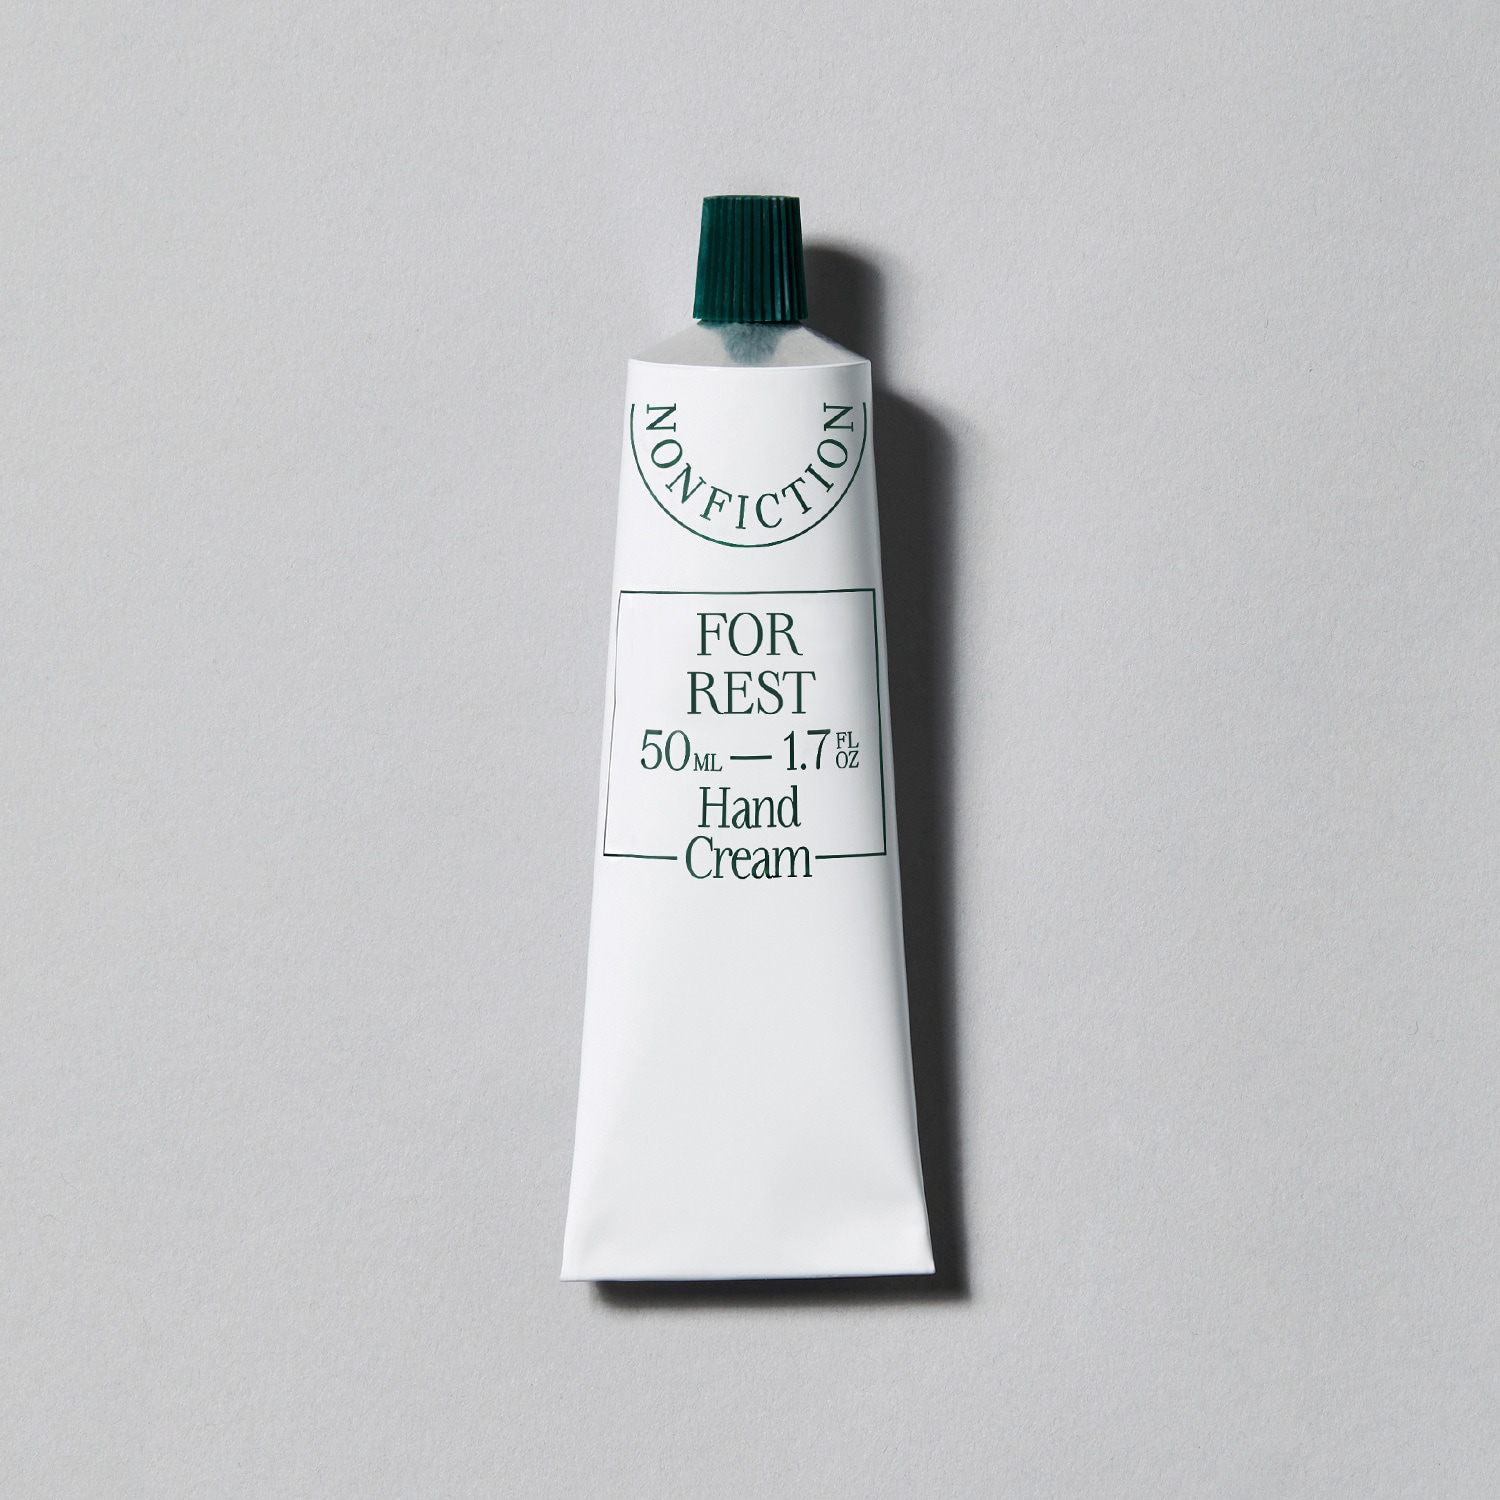 NONFICTION
FOR
REST
50ML — 1.7 FL OZ
Hand
Cream